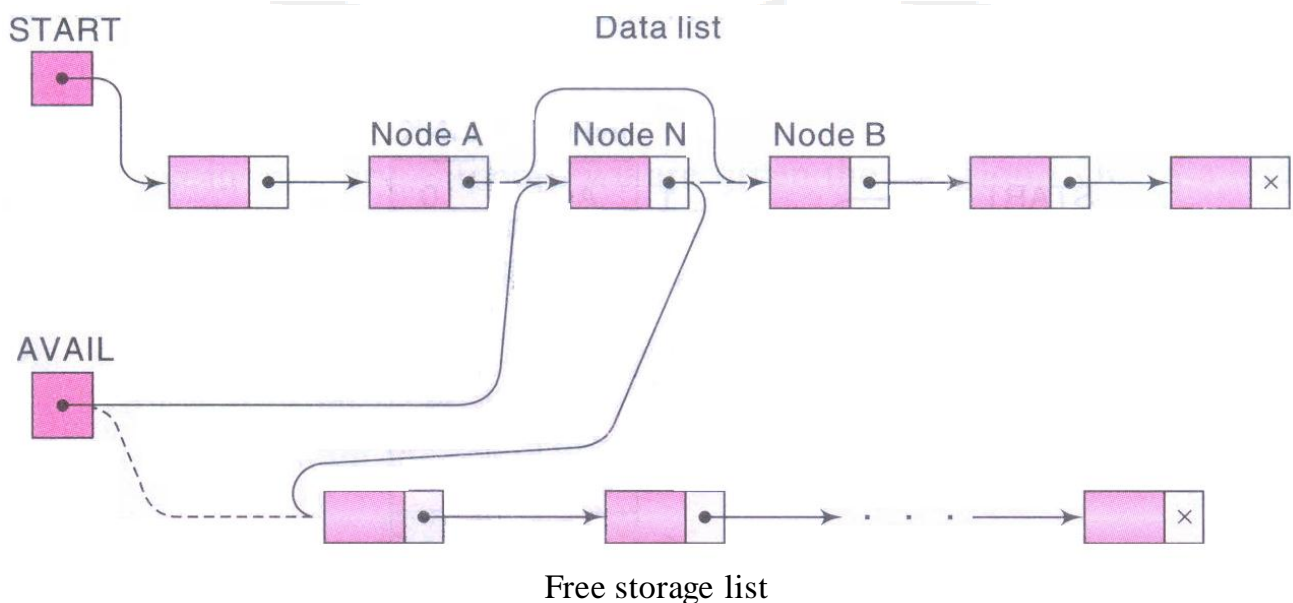 START
Data list
Node A
Node N
Node B
×
AVAIL
. . .
×
Free storage list